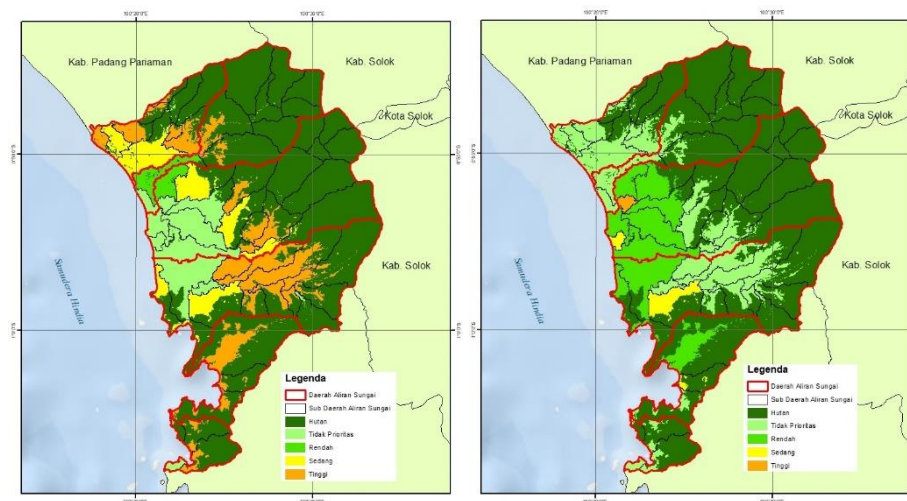 Kab. Padang Pariaman
Kab. Solok
Kota Solok
Kab. Solok
Samudera Hindia
Legenda
Daerah Aliran Sungai
Sub Daerah Aliran Sungai
Hutan
Tidak Prioritas
Rendah
Sedang
Tinggi
Kab. Padang Pariaman
Kab. Solok
Kota Solok
Kab. Solok
Samudera Hindia
Legenda
Daerah Aliran Sungai
Sub Daerah Aliran Sungai
Hutan
Tidak Prioritas
Rendah
Sedang
Tinggi